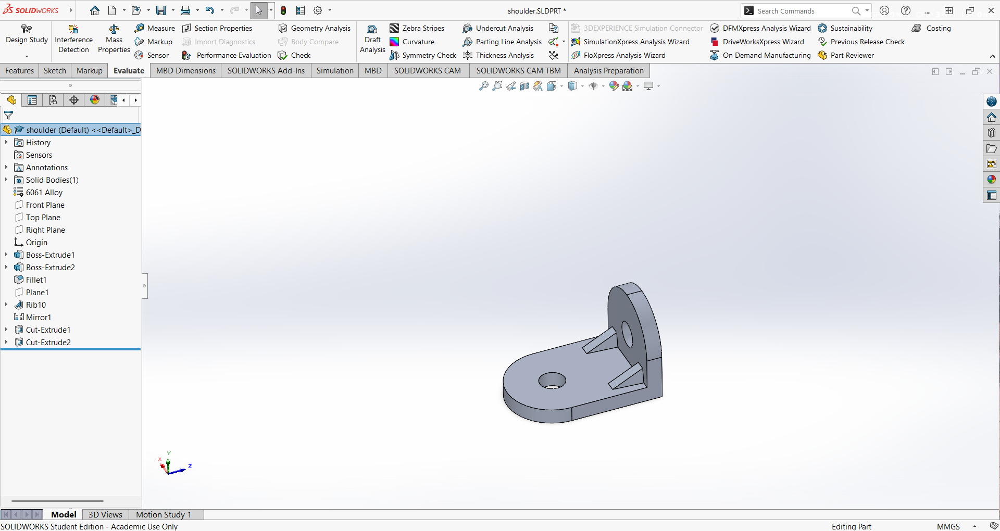 SOLIDWORKS
shoulder.SLDPRT *
Search Commands
Design Study
Interference Detection
Mass Properties
Measure
Markup
Sensor
Section Properties
Import Diagnostics
Performance Evaluation
Geometry Analysis
Body Compare
Check
Draft Analysis
Zebra Stripes
Curvature
Symmetry Check
Undercut Analysis
Parting Line Analysis
Thickness Analysis
3DEXPERIENCE Simulation Connector
SimulationXpress Analysis Wizard
FloXpress Analysis Wizard
DFMXpress Analysis Wizard
DriveWorksXpress Wizard
On Demand Manufacturing
Sustainability
Previous Release Check
Part Reviewer
Costing
Features
Sketch
Markup
Evaluate
MBD Dimensions
SOLIDWORKS Add-Ins
Simulation
MBD
SOLIDWORKS CAM
SOLIDWORKS CAM TBM
Analysis Preparation
shoulder (Default) <<Default>_D
History
Sensors
Annotations
Solid Bodies(1)
6061 Alloy
Front Plane
Top Plane
Right Plane
Origin
Boss-Extrude1
Boss-Extrude2
Fillet1
Plane1
Rib10
Mirror1
Cut-Extrude1
Cut-Extrude2
Y
X
Z
Model
3D Views
Motion Study 1
SOLIDWORKS Student Edition - Academic Use Only
Editing Part
MMGS